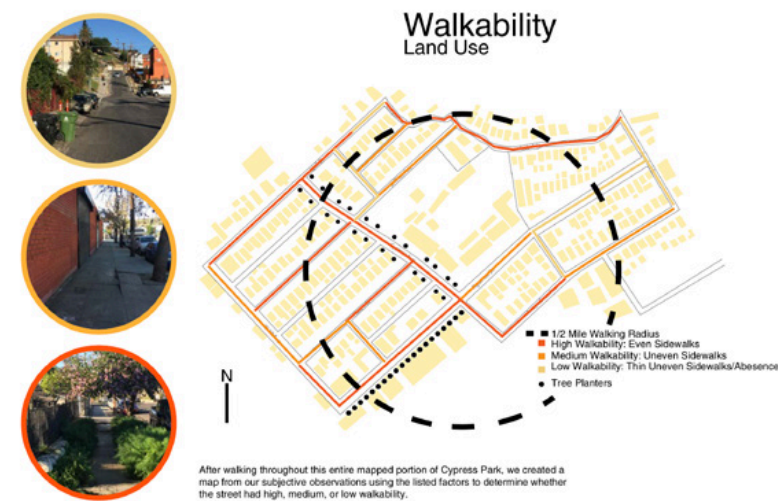 Walkability
Land Use
1/2 Mile Walking Radius
High Walkability: Even Sidewalks
Medium Walkability: Uneven Sidewalks
Low Walkability: Thin Uneven Sidewalks/Abesence
Tree Planters
N
After walking throughout this entire mapped portion of Cypress Park, we created a
map from our subjective observations using the listed factors to determine whether
the street had high, medium, or low walkability.